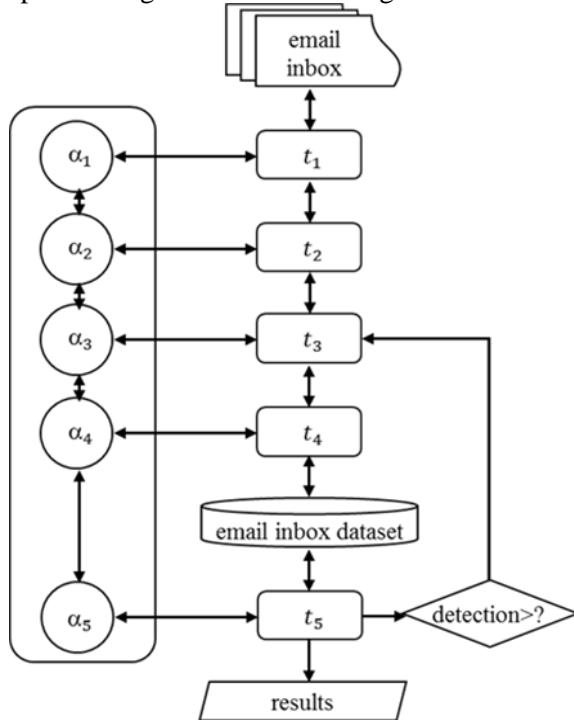 email
inbox
α₁ t₁
α₂ t₂
α₃ t₃
α₄ t₄
email inbox dataset
α₅ t₅ detection>?
results